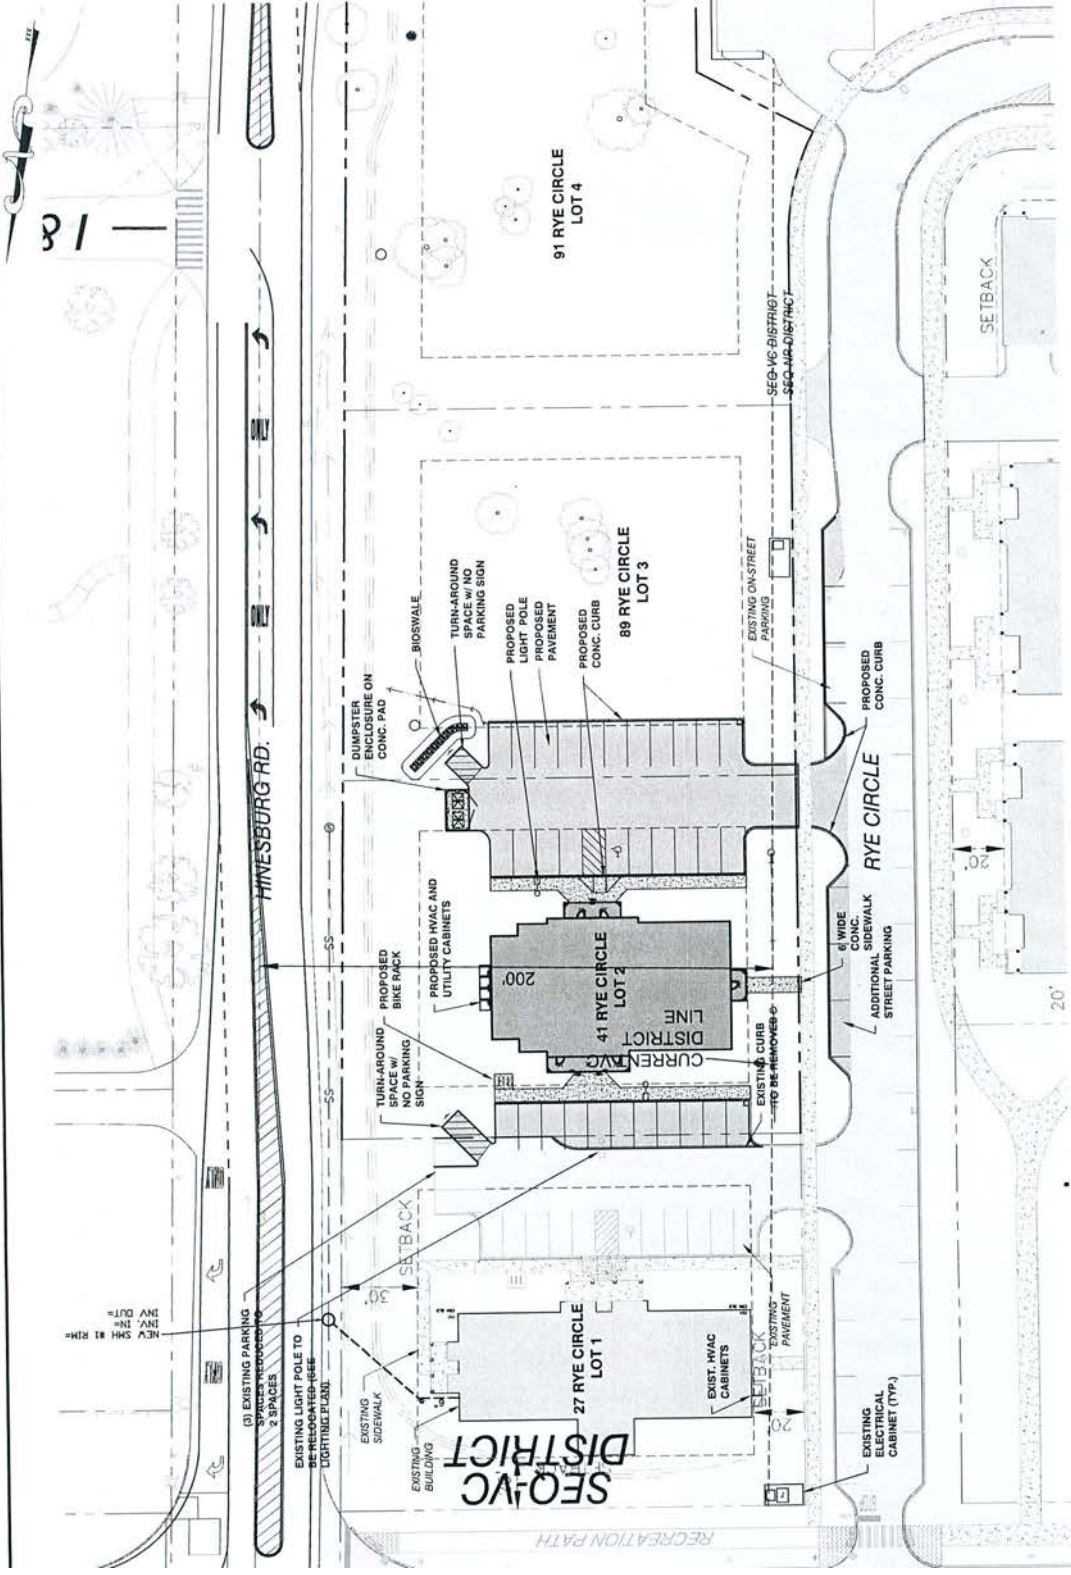 18
91 RYE CIRCLE
LOT 4
SETBACK
SEQ-VC DISTRICT
SEQ-NR DISTRICT
ONLY
ONLY
HINESBURG RD.
BIOSWALE
TURN-AROUND
SPACE w/ NO
PARKING SIGN
DUMPSTER
ENCLOSURE ON
CONC. PAD
PROPOSED
LIGHT POLE
PROPOSED
PAVEMENT
PROPOSED
CONC. CURB
89 RYE CIRCLE
LOT 3
EXISTING ON-STREET
PARKING
PROPOSED
CONC. CURB
RYE CIRCLE
20'
PROPOSED HVAC AND
UTILITY CABINETS
PROPOSED
BIKE RACK
TURN-AROUND
SPACE w/
NO PARKING
SIGN
200'
41 RYE CIRCLE
LOT 2
CURRENT VC
DISTRICT
LINE
6' WIDE
CONC.
SIDEWALK
ADDITIONAL
STREET PARKING
EXISTING CURB
TO BE REMOVED
20'
SS
SS
NEW SMH #1 RIM=
INV. IN=
INV OUT=
(3) EXISTING PARKING
SPACES REDUCED TO
2 SPACES
EXISTING LIGHT POLE TO
BE RELOCATED (SEE
LIGHTING PLAN)
SETBACK
30'
EXISTING
SIDEWALK
EXISTING
BUILDING
6"
27 RYE CIRCLE
LOT 1
EXIST. HVAC
CABINETS
SETBACK
20'
EXISTING
PAVEMENT
EXISTING
ELECTRICAL
CABINET (TYP.)
SEQ-VC
DISTRICT
RECREATION PATH